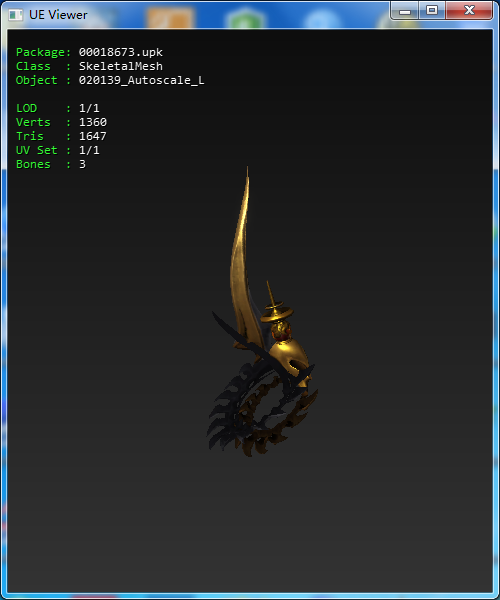 UE Viewer
Package: 00018673.upk
Class : SkeletalMesh
Object : 020139_Autoscale_L
LOD : 1/1
Verts : 1360
Tris : 1647
UV Set : 1/1
Bones : 3